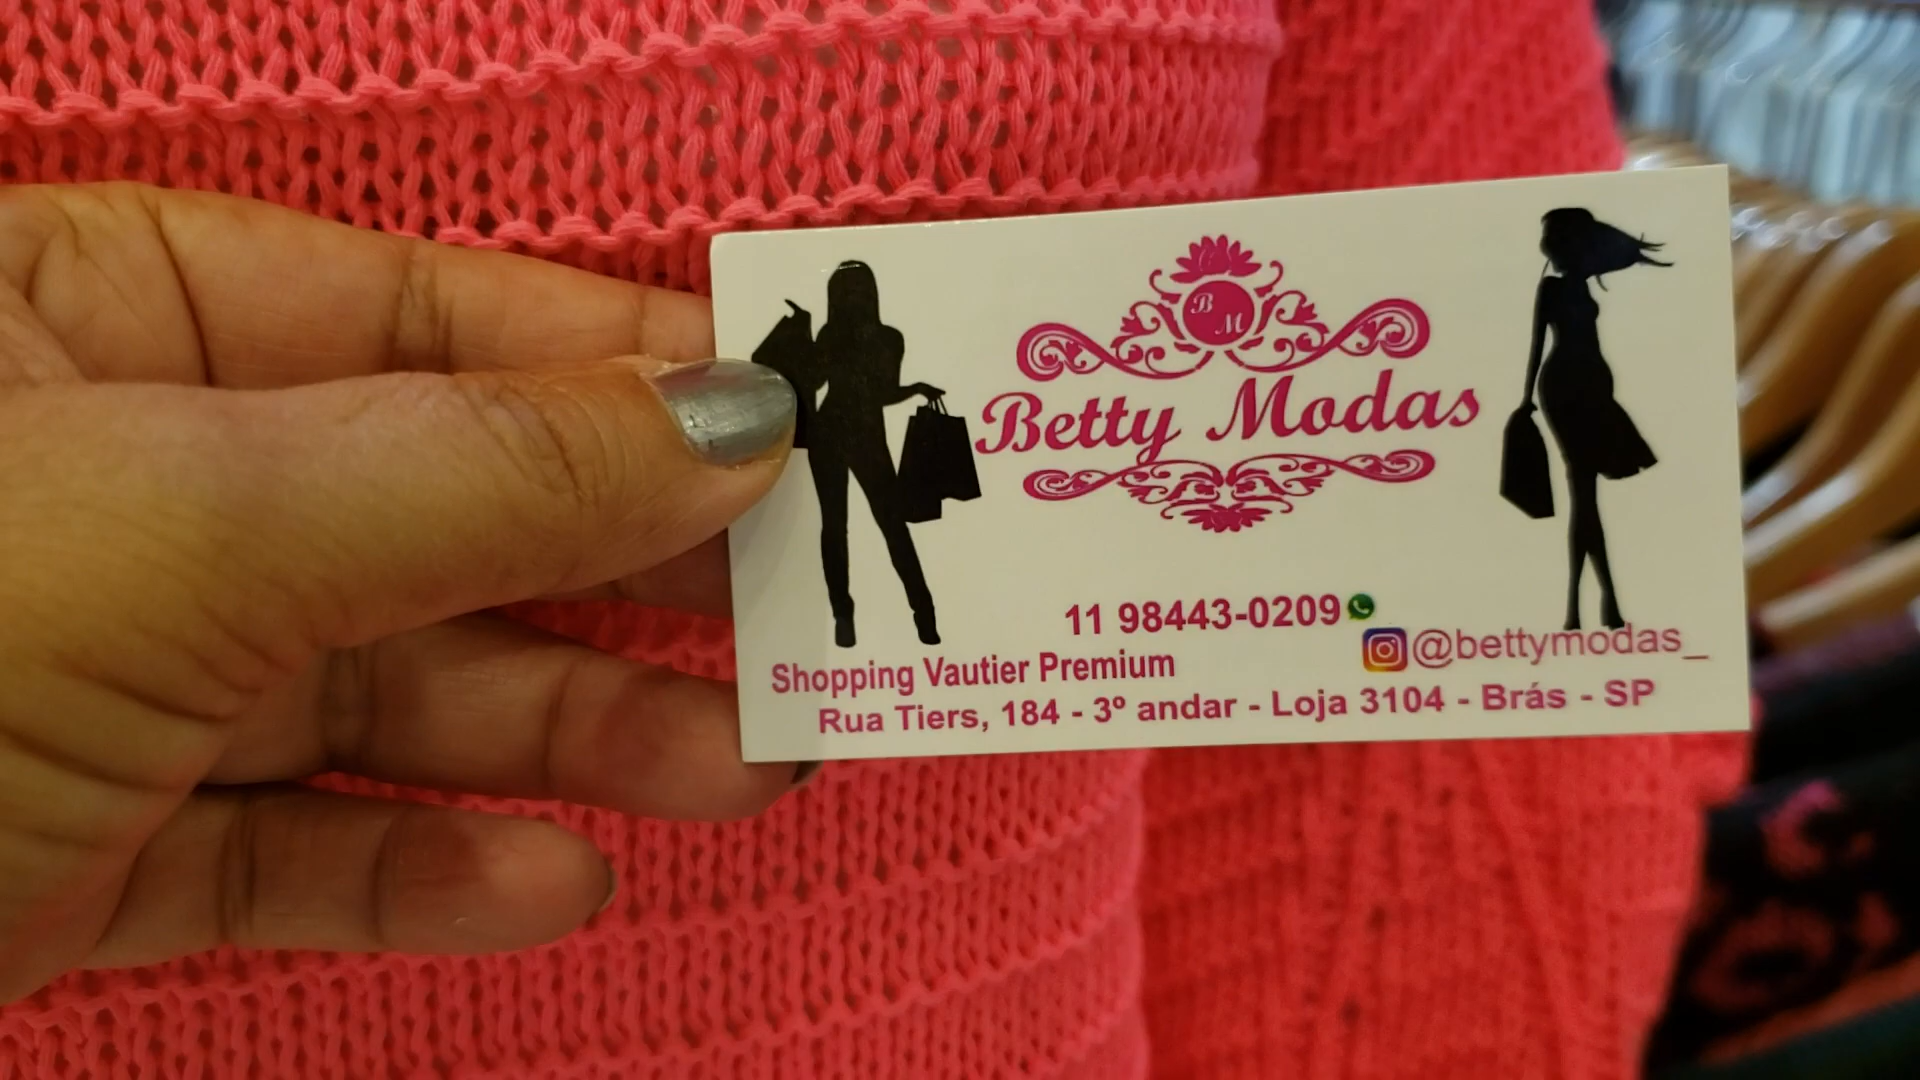 B M
Betty Modas
11 98443-0209
@bettymodas_
Shopping Vautier Premium
Rua Tiers, 184 - 3º andar - Loja 3104 - Brás - SP